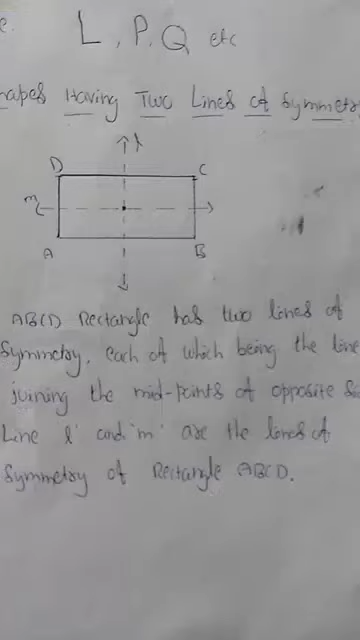 e.
L, P, Q etc
hapes Having Two Lines of Symmetry
l
D
C
m
A
B
ABCD Rectangle has two lines of
Symmetry, each of which being the line
joining the mid-points of opposite
Line 'l' and 'm' are the lines of
Symmetry of Rectangle ABCD.